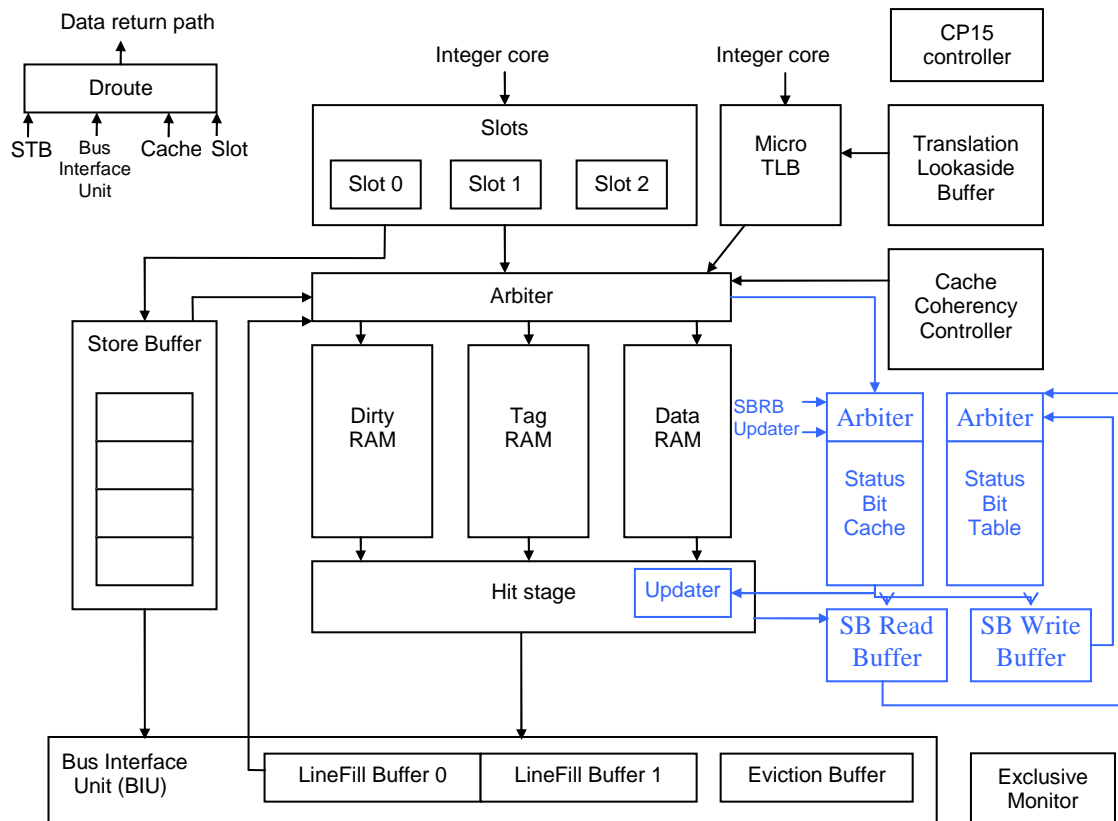 Data return path
CP15
controller
Droute
Integer core
Integer core
STB
Bus
Interface
Unit
Cache
Slot
Slots
Slot 0
Slot 1
Slot 2
Micro
TLB
Translation
Lookaside
Buffer
Arbiter
Cache
Coherency
Controller
Store Buffer
Dirty
RAM
Tag
RAM
Data
RAM
SBRB
Updater
Arbiter
Arbiter
Status
Bit
Cache
Status
Bit
Table
Hit stage
Updater
SB Read
Buffer
SB Write
Buffer
Bus Interface
Unit (BIU)
LineFill Buffer 0
LineFill Buffer 1
Eviction Buffer
Exclusive
Monitor